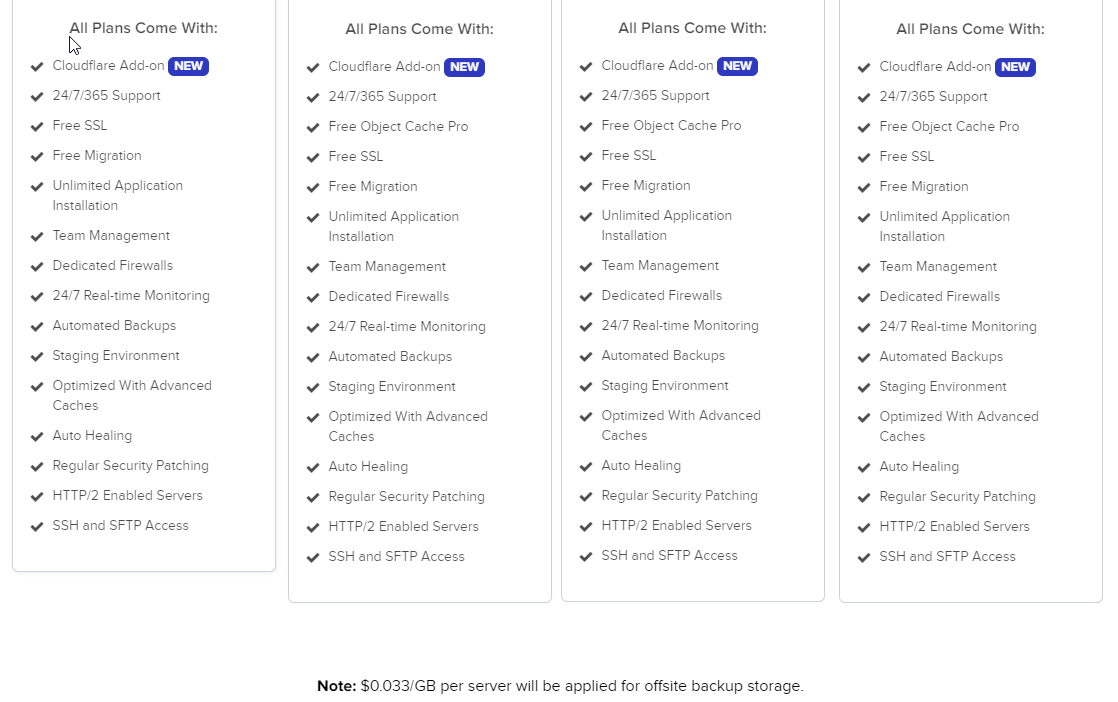 All Plans Come With:
Cloudflare Add-on NEW
24/7/365 Support
Free SSL
Free Migration
Unlimited Application
Installation
Team Management
Dedicated Firewalls
24/7 Real-time Monitoring
Automated Backups
Staging Environment
Optimized With Advanced
Caches
Auto Healing
Regular Security Patching
HTTP/2 Enabled Servers
SSH and SFTP Access
All Plans Come With:
Cloudflare Add-on NEW
24/7/365 Support
Free Object Cache Pro
Free SSL
Free Migration
Unlimited Application
Installation
Team Management
Dedicated Firewalls
24/7 Real-time Monitoring
Automated Backups
Staging Environment
Optimized With Advanced
Caches
Auto Healing
Regular Security Patching
HTTP/2 Enabled Servers
SSH and SFTP Access
All Plans Come With:
Cloudflare Add-on NEW
24/7/365 Support
Free Object Cache Pro
Free SSL
Free Migration
Unlimited Application
Installation
Team Management
Dedicated Firewalls
24/7 Real-time Monitoring
Automated Backups
Staging Environment
Optimized With Advanced
Caches
Auto Healing
Regular Security Patching
HTTP/2 Enabled Servers
SSH and SFTP Access
All Plans Come With:
Cloudflare Add-on NEW
24/7/365 Support
Free Object Cache Pro
Free SSL
Free Migration
Unlimited Application
Installation
Team Management
Dedicated Firewalls
24/7 Real-time Monitoring
Automated Backups
Staging Environment
Optimized With Advanced
Caches
Auto Healing
Regular Security Patching
HTTP/2 Enabled Servers
SSH and SFTP Access
Note: $0.033/GB per server will be applied for offsite backup storage.